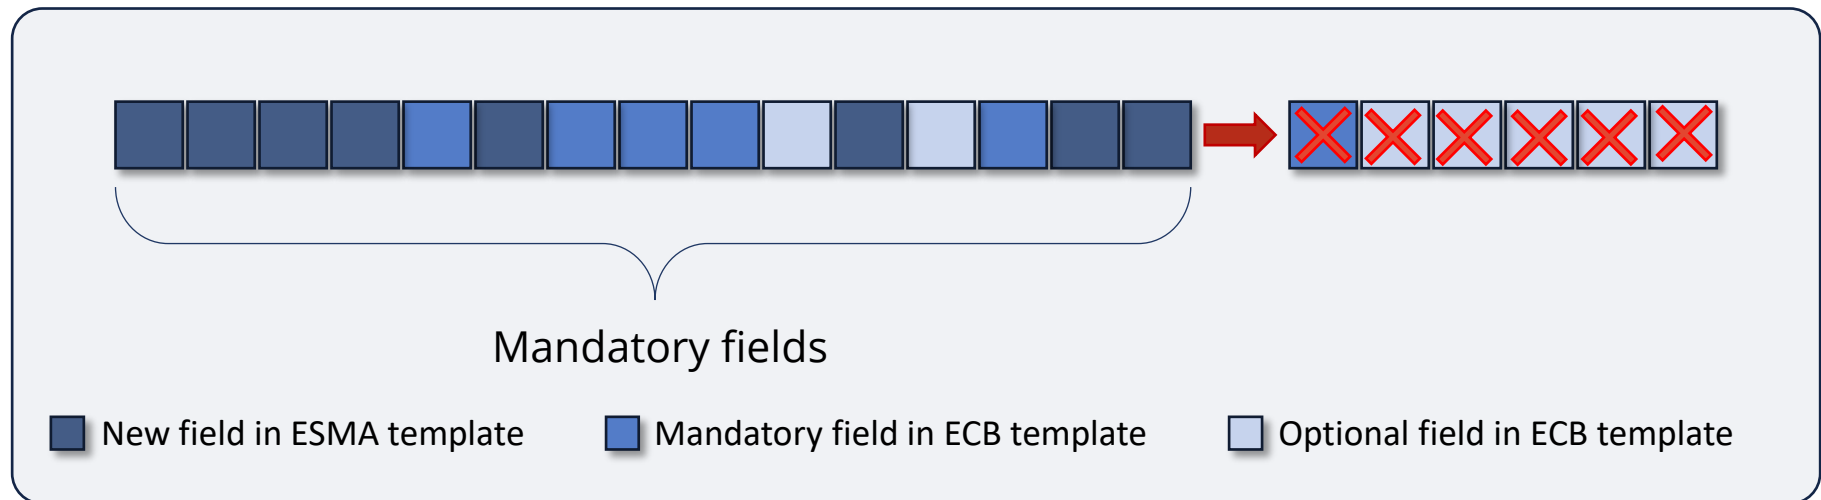 Mandatory fields
New field in ESMA template
Mandatory field in ECB template
Optional field in ECB template